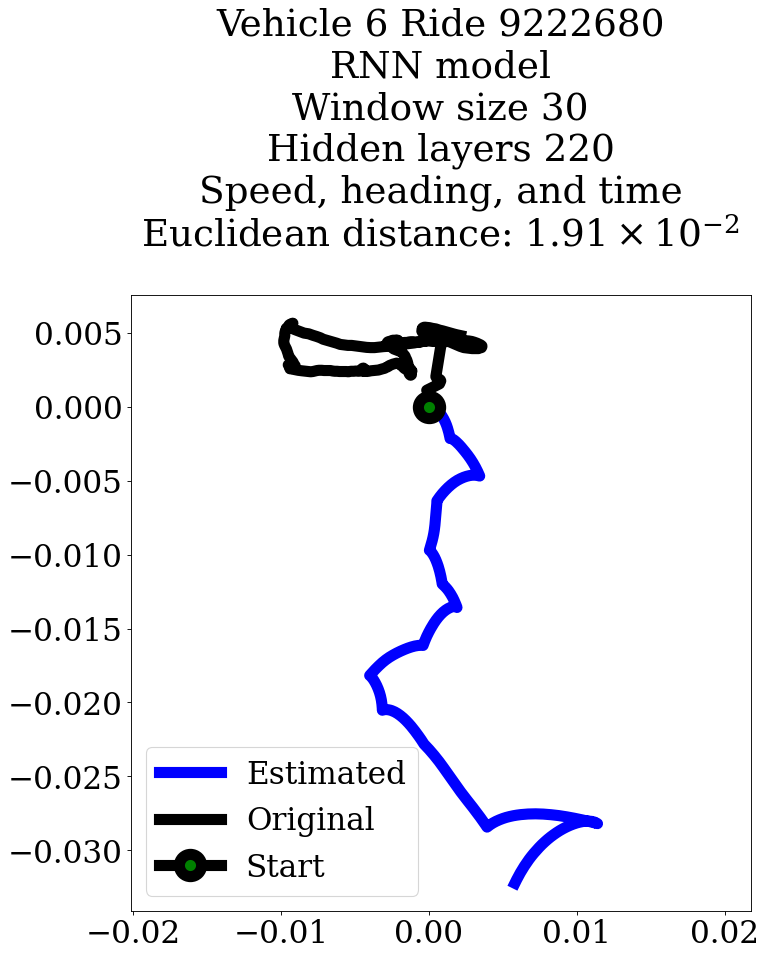 Vehicle 6 Ride 9222680
RNN model
Window size 30
Hidden layers 220
Speed, heading, and time
Euclidean distance: 1.91 × 10⁻²
0.005
0.000
−0.005
−0.010
−0.015
−0.020
−0.025
−0.030
Estimated
Original
Start
−0.02 −0.01 0.00 0.01 0.02